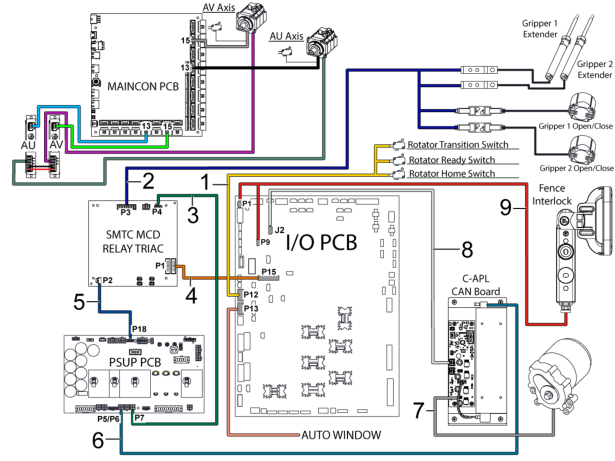 AV Axis
Gripper 1
Extender
15
AU Axis
Gripper 2
Extender
13
MAINCON PCB
13
15
AU
AV
Gripper 1 Open/Close
Rotator Transition Switch
Rotator Ready Switch
Gripper 2 Open/Close
Rotator Home Switch
2
1
3
9
Fence
Interlock
P3
P4
P1
J2
P9
I/O PCB
SMTC MCD
RELAY TRIAC
P1
8
P15
4
C-APL
CAN Board
P2
5
P12
P13
P18
PSUP PCB
7
P5/P6
P7
6
AUTO WINDOW